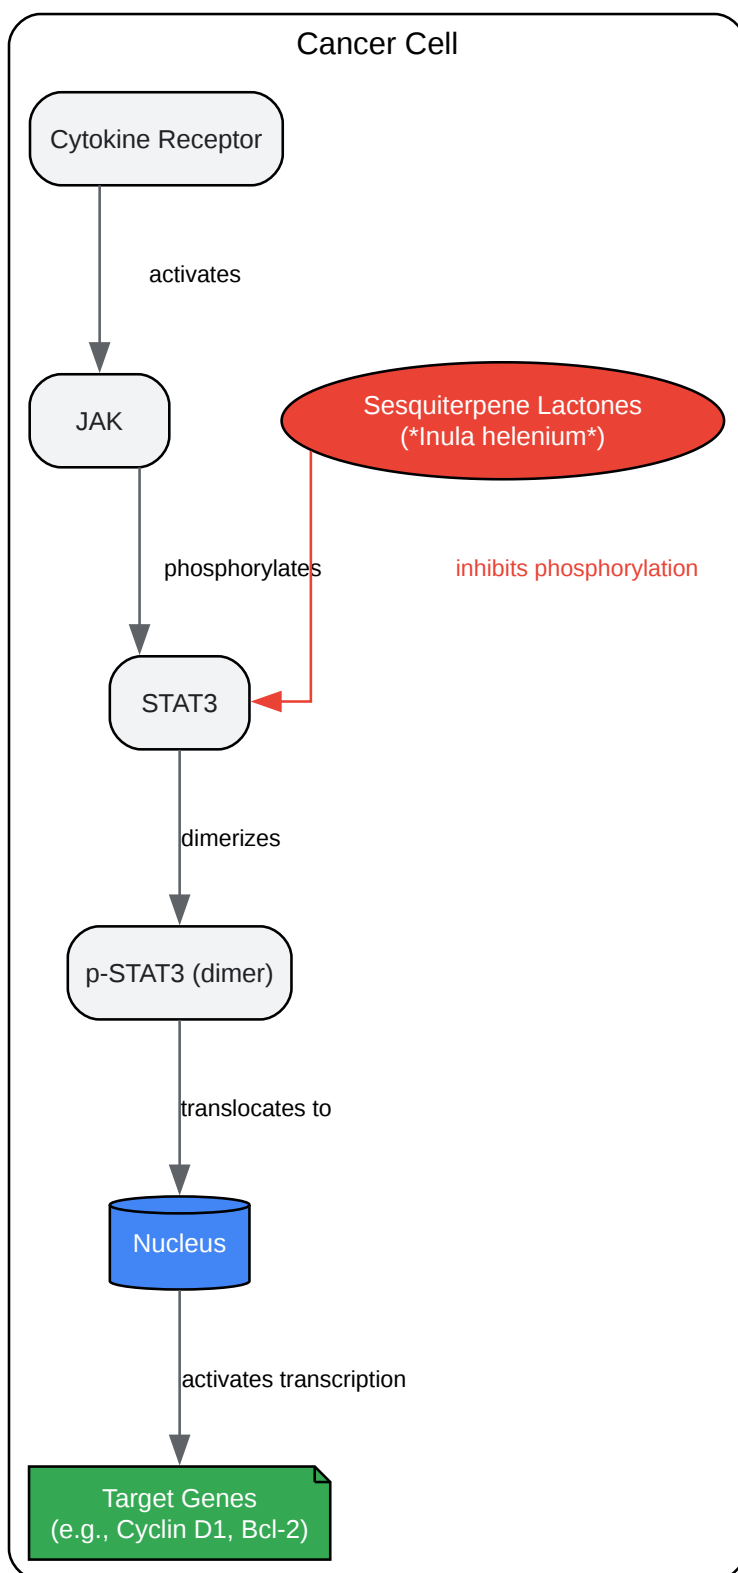 Cancer Cell
Cytokine Receptor
activates
JAK
Sesquiterpene Lactones
(*Inula helenium*)
phosphorylates
inhibits phosphorylation
STAT3
dimerizes
p-STAT3 (dimer)
translocates to
Nucleus
activates transcription
Target Genes
(e.g., Cyclin D1, Bcl-2)